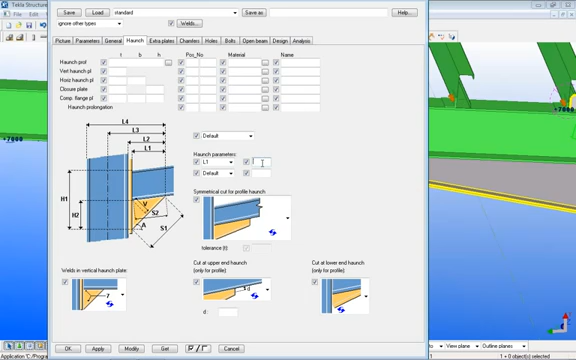 Tekla Structures
Save
Load
standard
Save as
Help...
ignore other types
Welds...
Picture
Parameters
General
Haunch
Extra plates
Chamfers
Holes
Bolts
Open beam
Design
Analysis
t b h Pos_No Material Name
Haunch prof
...
Vert haunch pl
Horiz haunch pl
Closure plate
Comp. flange pl
Haunch prolongation
L4
L3
L2
L1
H1
H2
V
S2
A
S1
Default
Haunch parameters:
L1
Default
Symmetrical cut for profile haunch
tolerance (t)
Welds in vertical haunch plate:
7
Cut at upper end haunch
(only for profile):
d
d:
Cut at lower end haunch
(only for profile):
OK
Apply
Modify
Get
Cancel
+7000
+7000
View plane
Outline planes
1 + 0 object selected
Application 'C:/Progra